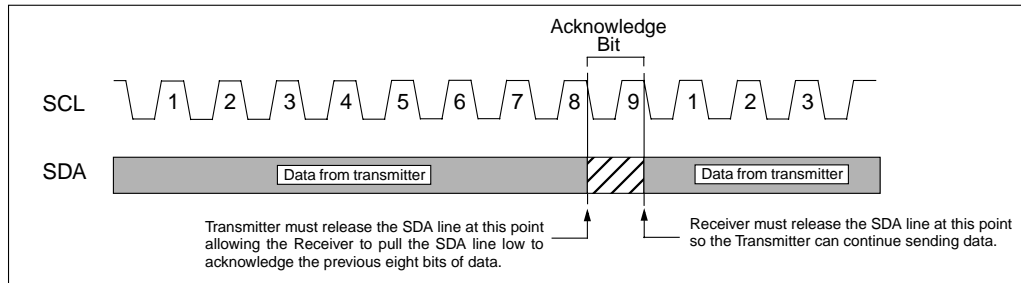 Acknowledge
Bit
SCL
1 2 3 4 5 6 7 8 9 1 2 3
SDA
Data from transmitter
Data from transmitter
Transmitter must release the SDA line at this point
allowing the Receiver to pull the SDA line low to
acknowledge the previous eight bits of data.
Receiver must release the SDA line at this point
so the Transmitter can continue sending data.